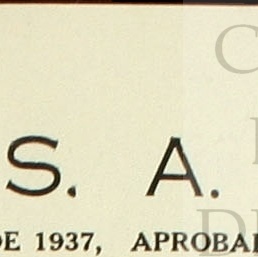 S. A.
DE 1937, APROBA